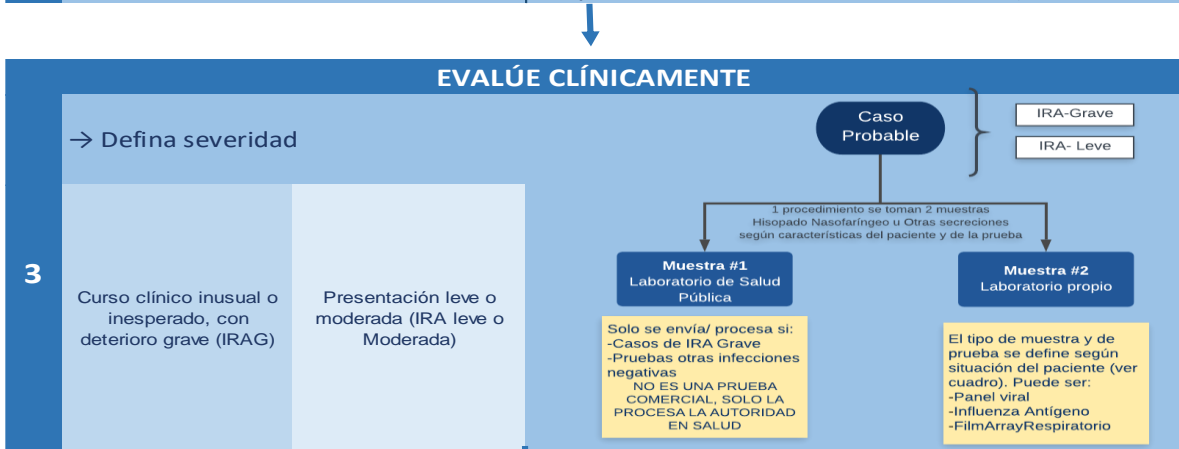 EVALÚE CLÍNICAMENTE
3
→ Defina severidad
Curso clínico inusual o
inesperado, con
deterioro grave (IRAG)
Presentación leve o
moderada (IRA leve o
Moderada)
Caso
Probable
IRA-Grave
IRA- Leve
1 procedimiento se toman 2 muestras
Hisopado Nasofaríngeo u Otras secreciones
según características del paciente y de la prueba
Muestra #1
Laboratorio de Salud
Pública
Solo se envía/ procesa si:
-Casos de IRA Grave
-Pruebas otras infecciones
negativas
NO ES UNA PRUEBA
COMERCIAL, SOLO LA
PROCESA LA AUTORIDAD
EN SALUD
Muestra #2
Laboratorio propio
El tipo de muestra y de
prueba se define según
situación del paciente (ver
cuadro). Puede ser:
-Panel viral
-Influenza Antígeno
-FilmArrayRespiratorio